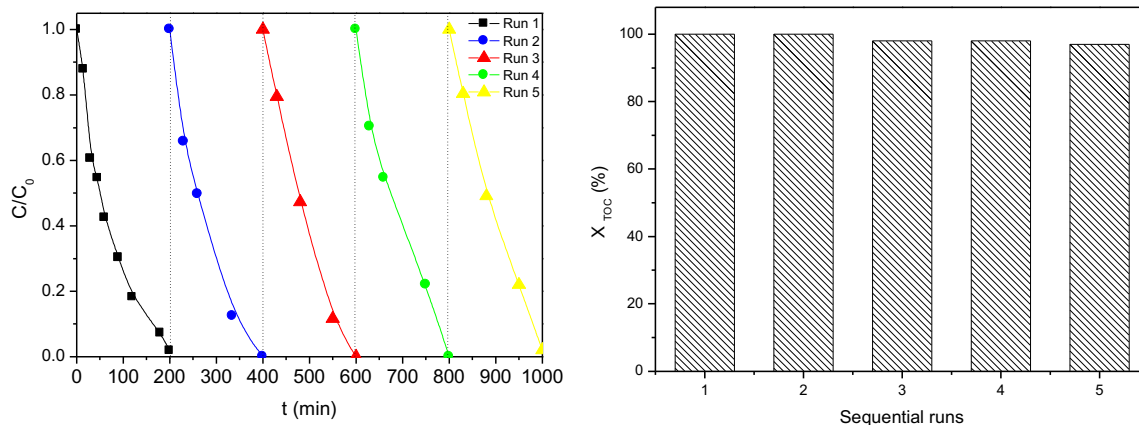 1.0
0.8
0.6
0.4
0.2
0.0
C/C0
Run 1
Run 2
Run 3
Run 4
Run 5
0 100 200 300 400 500 600 700 800 900 1000
t (min)
100
80
60
40
20
0
X TOC (%)
1 2 3 4 5
Sequential runs